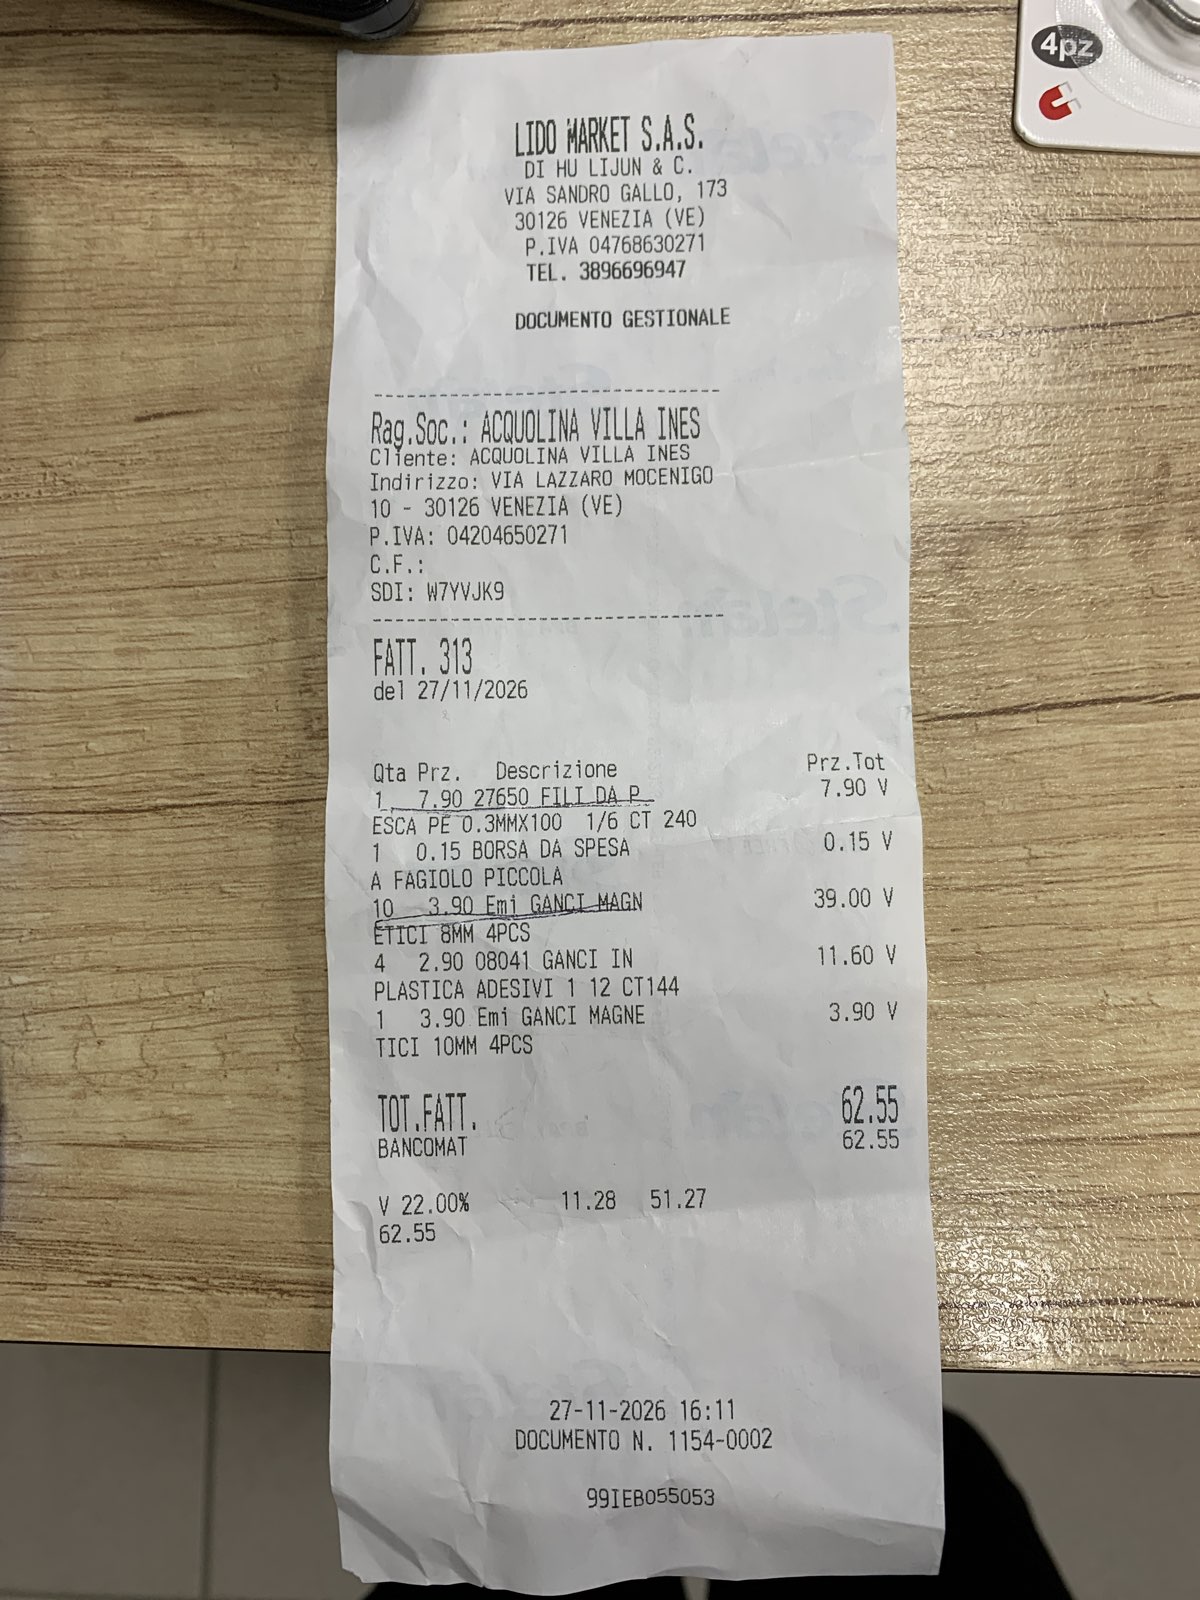 4pz
LIDO MARKET S.A.S.
DI HU LIJUN & C.
VIA SANDRO GALLO, 173
30126 VENEZIA (VE)
P.IVA 04768630271
TEL. 3896696947
DOCUMENTO GESTIONALE
Rag.Soc.: ACQUOLINA VILLA INES
Cliente: ACQUOLINA VILLA INES
Indirizzo: VIA LAZZARO MOCENIGO
10 - 30126 VENEZIA (VE)
P.IVA: 04204650271
C.F.:
SDI: W7YVJK9
FATT. 313
del 27/11/2026
Qta Prz. Descrizione Prz.Tot
1 7.90 27650 FILI DA P 7.90 V
ESCA PE 0.3MMX100 1/6 CT 240
1 0.15 BORSA DA SPESA 0.15 V
A FAGIOLO PICCOLA
10 3.90 Emi GANCI MAGN 39.00 V
ETICI 8MM 4PCS
4 2.90 08041 GANCI IN 11.60 V
PLASTICA ADESIVI 1 12 CT144
1 3.90 Emi GANCI MAGNE 3.90 V
TICI 10MM 4PCS
TOT.FATT. 62.55
BANCOMAT 62.55
V 22.00% 11.28 51.27
62.55
27-11-2026 16:11
DOCUMENTO N. 1154-0002
99IEB055053